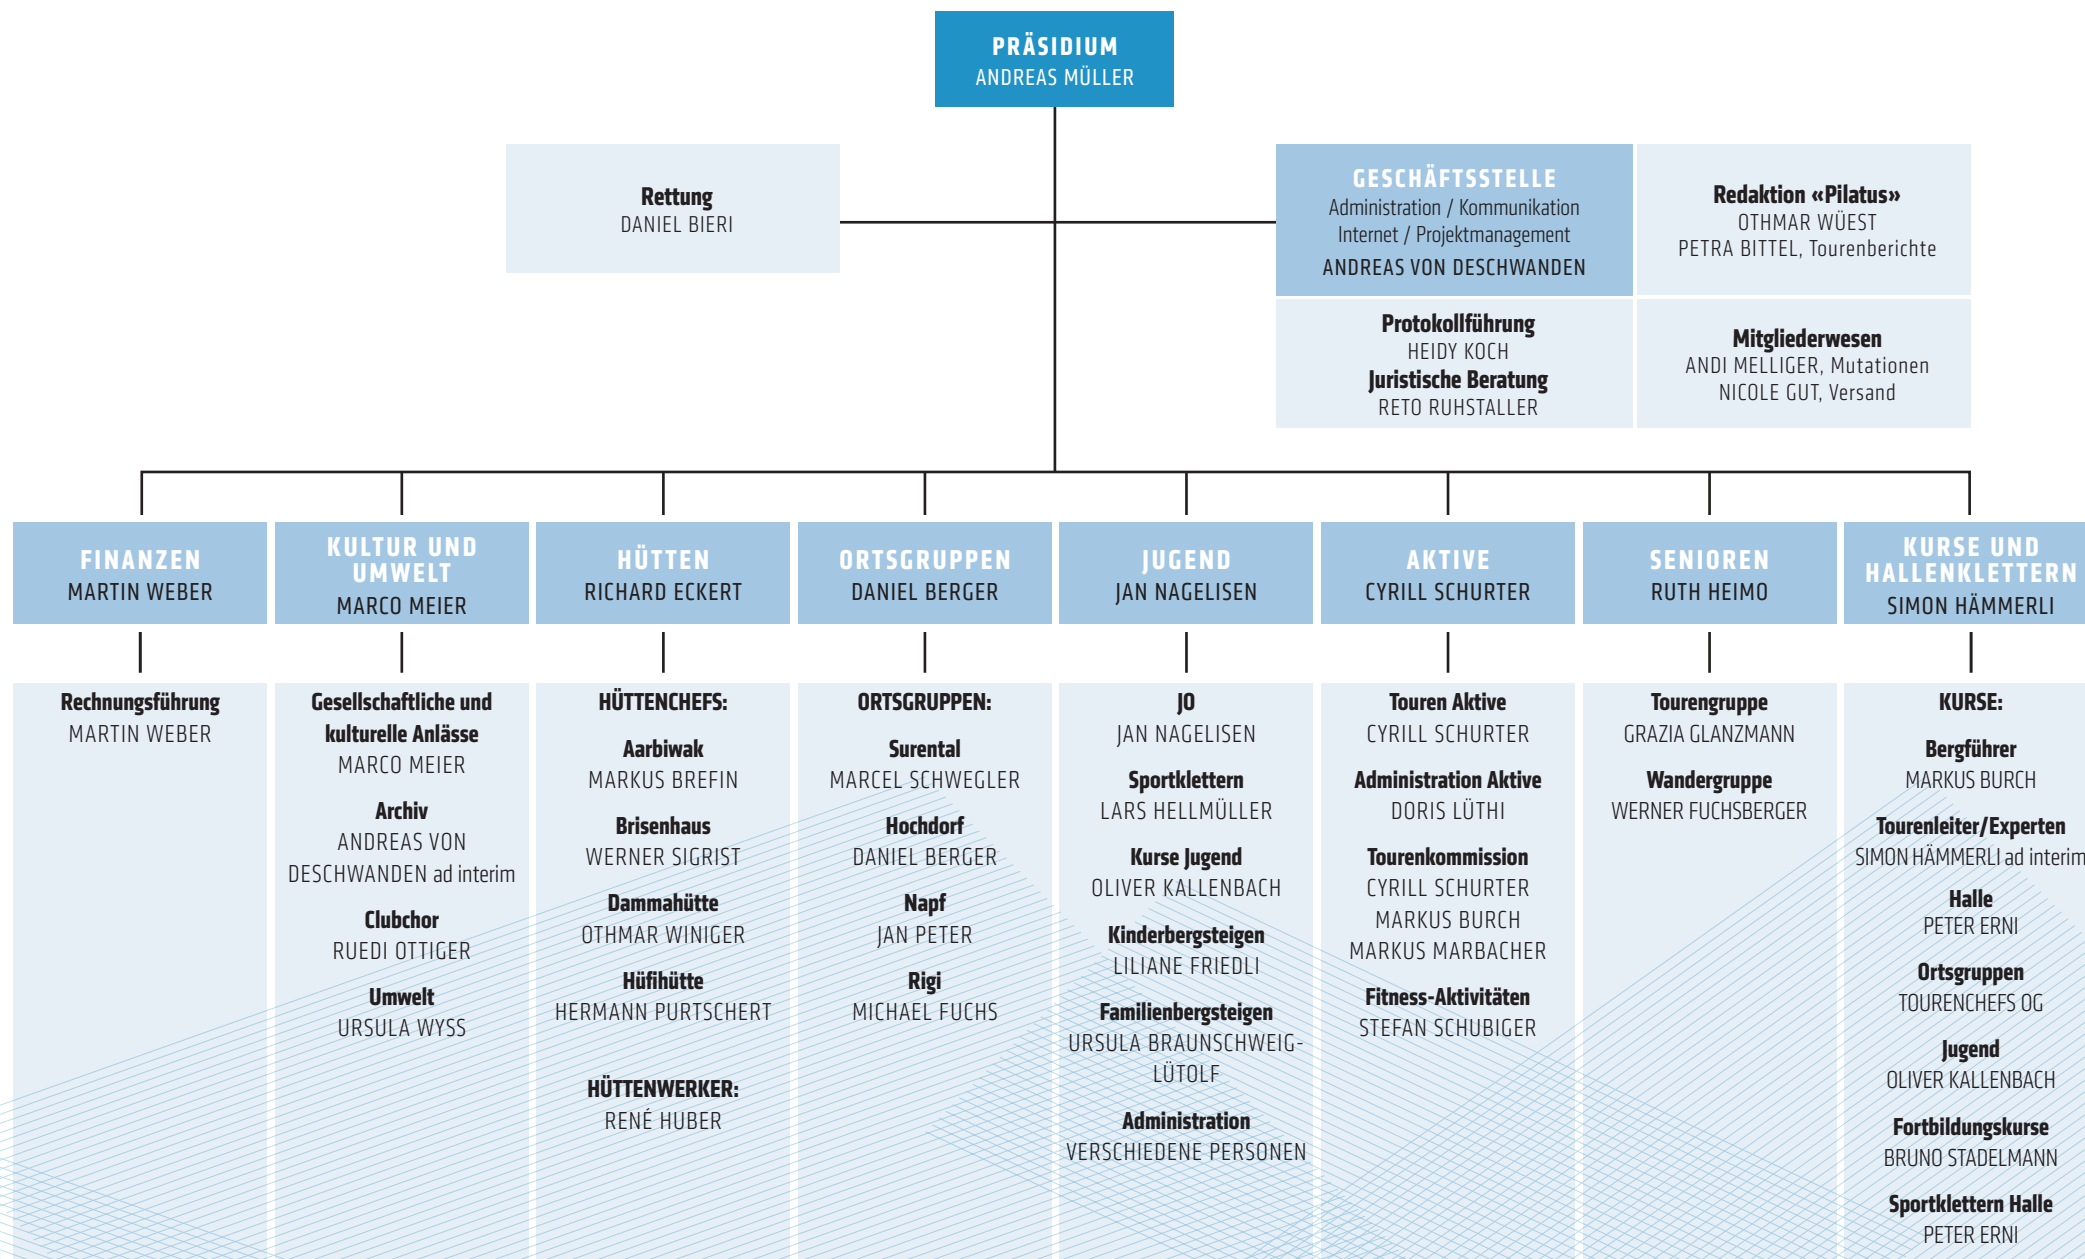 PRÄSIDIUM
ANDREAS MÜLLER
Rettung
DANIEL BIERI
GESCHÄFTSSTELLE
Administration / Kommunikation
Internet / Projektmanagement
ANDREAS VON DESCHWANDEN
Redaktion «Pilatus»
OTHMAR WÜEST
PETRA BITTEL, Tourenberichte
Protokollführung
HEIDY KOCH
Juristische Beratung
RETO RUHSTALLER
Mitgliederwesen
ANDI MELLIGER, Mutationen
NICOLE GUT, Versand
FINANZEN
MARTIN WEBER
KULTUR UND
UMWELT
MARCO MEIER
HÜTTEN
RICHARD ECKERT
ORTSGRUPPEN
DANIEL BERGER
JUGEND
JAN NAGELISEN
AKTIVE
CYRILL SCHURTER
SENIOREN
RUTH HEIMO
KURSE UND
HALLENKLETTERN
SIMON HÄMMERLI
Rechnungsführung
MARTIN WEBER
Gesellschaftliche und
kulturelle Anlässe
MARCO MEIER
Archiv
ANDREAS VON
DESCHWANDEN ad interim
Clubchor
RUEDI OTTIGER
Umwelt
URSULA WYSS
HÜTTENCHEFS:
Aarbiwak
MARKUS BREFIN
Brisenhaus
WERNER SIGRIST
Dammahütte
OTHMAR WINIGER
Hüfihütte
HERMANN PURTSCHERT
HÜTTENWERKER:
RENÉ HUBER
ORTSGRUPPEN:
Surental
MARCEL SCHWEGLER
Hochdorf
DANIEL BERGER
Napf
JAN PETER
Rigi
MICHAEL FUCHS
JO
JAN NAGELISEN
Sportklettern
LARS HELLMÜLLER
Kurse Jugend
OLIVER KALLENBACH
Kinderbergsteigen
LILIANE FRIEDLI
Familienbergsteigen
URSULA BRAUNSCHWEIG-
LÜTOLF
Administration
VERSCHIEDENE PERSONEN
Touren Aktive
CYRILL SCHURTER
Administration Aktive
DORIS LÜTHI
Tourenkommission
CYRILL SCHURTER
MARKUS BURCH
MARKUS MARBACHER
Fitness-Aktivitäten
STEFAN SCHUBIGER
Tourengruppe
GRAZIA GLANZMANN
Wandergruppe
WERNER FUCHSBERGER
KURSE:
Bergführer
MARKUS BURCH
Tourenleiter/Experten
SIMON HÄMMERLI ad interim
Halle
PETER ERNI
Ortsgruppen
TOURENCHEFS OG
Jugend
OLIVER KALLENBACH
Fortbildungskurse
BRUNO STADELMANN
Sportklettern Halle
PETER ERNI